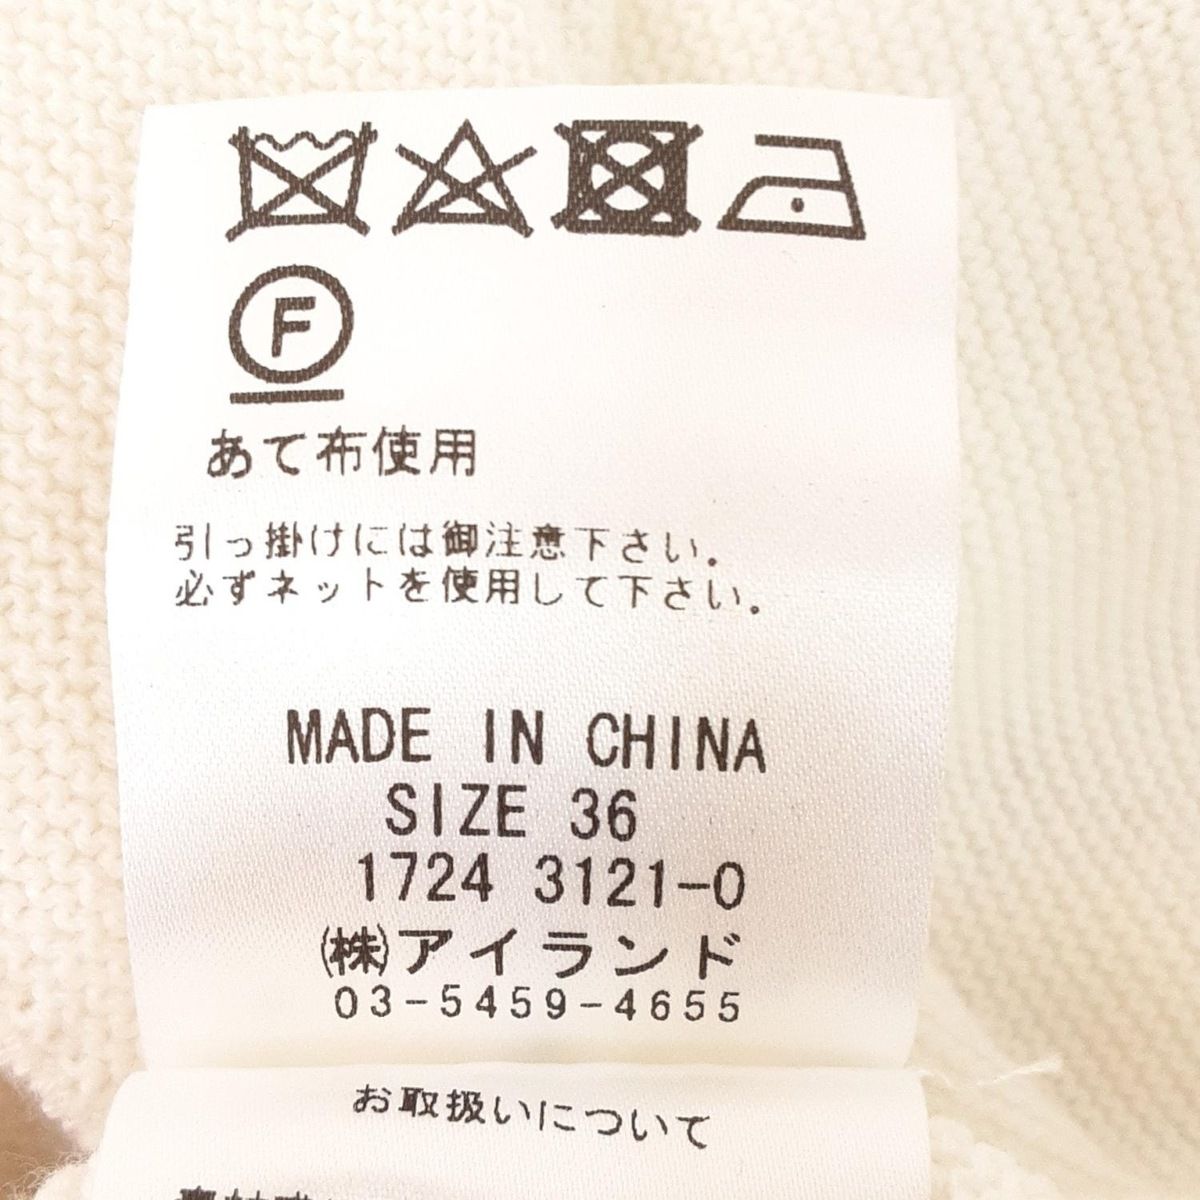 F
あて布使用
引っ掛けには御注意下さい。
必ずネットを使用して下さい。
MADE IN CHINA
SIZE 36
1724 3121-0
㈱アイランド
03-5459-4655
お取扱いについて